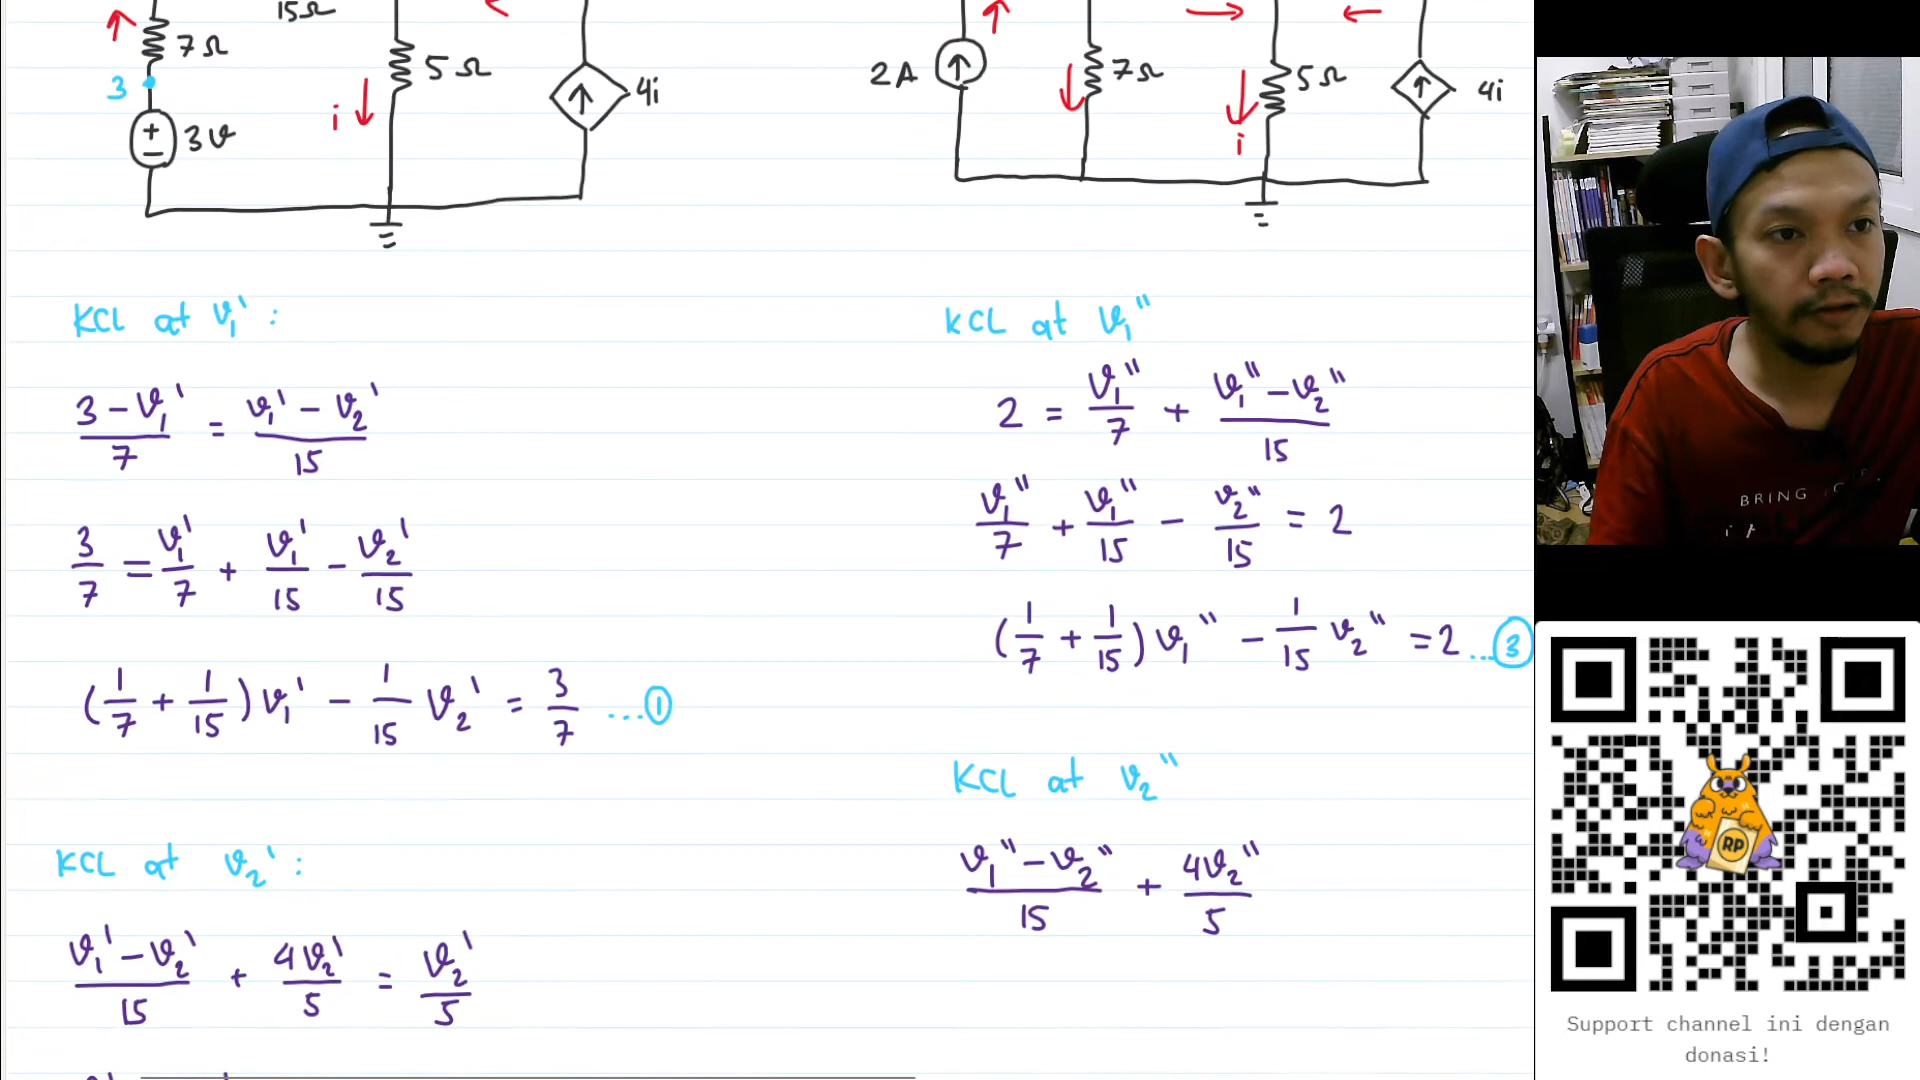 15Ω
7Ω
5Ω
3
i
4i
3v
2A
7Ω
5Ω
4i
i
KCL at v₁' :
(3 - v₁')/7 = (v₁' - v₂')/15
3/7 = v₁'/7 + v₁'/15 - v₂'/15
(1/7 + 1/15) v₁' - 1/15 v₂' = 3/7 ...①
KCL at v₂' :
(v₁' - v₂')/15 + 4v₂'/5 = v₂'/5
KCL at v₁"
2 = v₁"/7 + (v₁" - v₂")/15
v₁"/7 + v₁"/15 - v₂"/15 = 2
(1/7 + 1/15) v₁" - 1/15 v₂" = 2 ...③
KCL at v₂"
(v₁" - v₂")/15 + 4v₂"/5
BRING
RP
Support channel ini dengan
donasi!